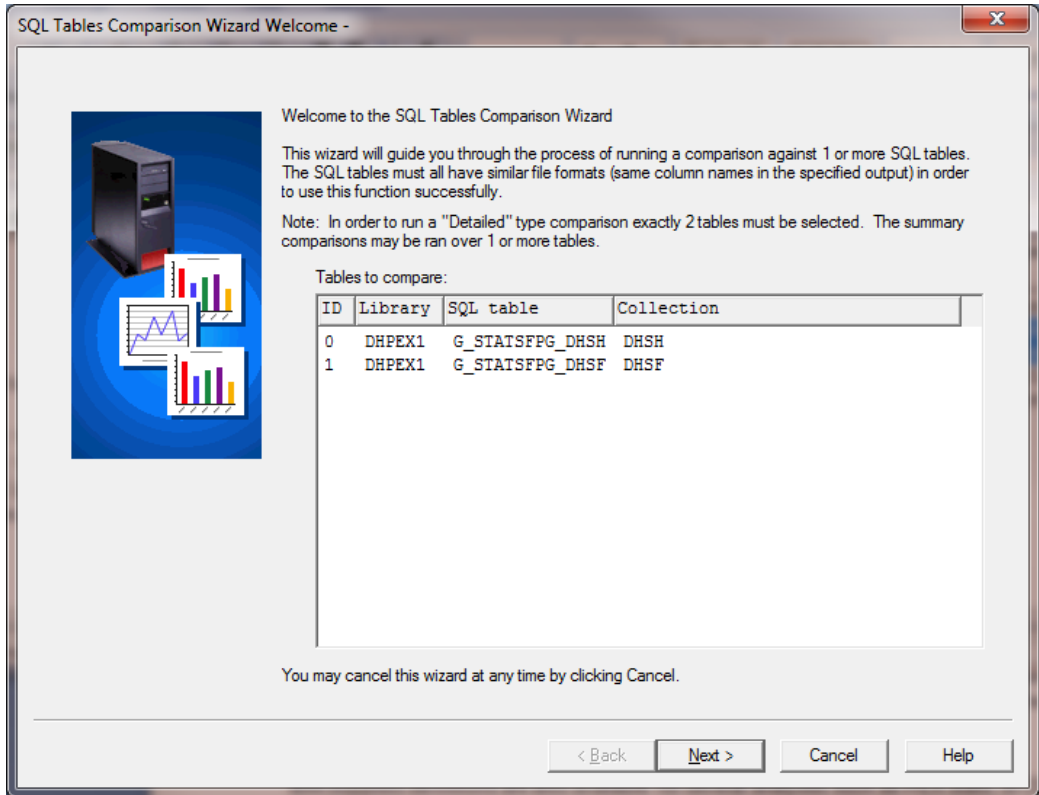 SQL Tables Comparison Wizard Welcome -
Welcome to the SQL Tables Comparison Wizard
This wizard will guide you through the process of running a comparison against 1 or more SQL tables.
The SQL tables must all have similar file formats (same column names in the specified output) in order
to use this function successfully.
Note: In order to run a "Detailed" type comparison exactly 2 tables must be selected. The summary
comparisons may be ran over 1 or more tables.
Tables to compare:
ID Library SQL table Collection
0 DHPEX1 G_STATSFPG_DHSH DHSH
1 DHPEX1 G_STATSFPG_DHSF DHSF
You may cancel this wizard at any time by clicking Cancel.
< Back Next > Cancel Help